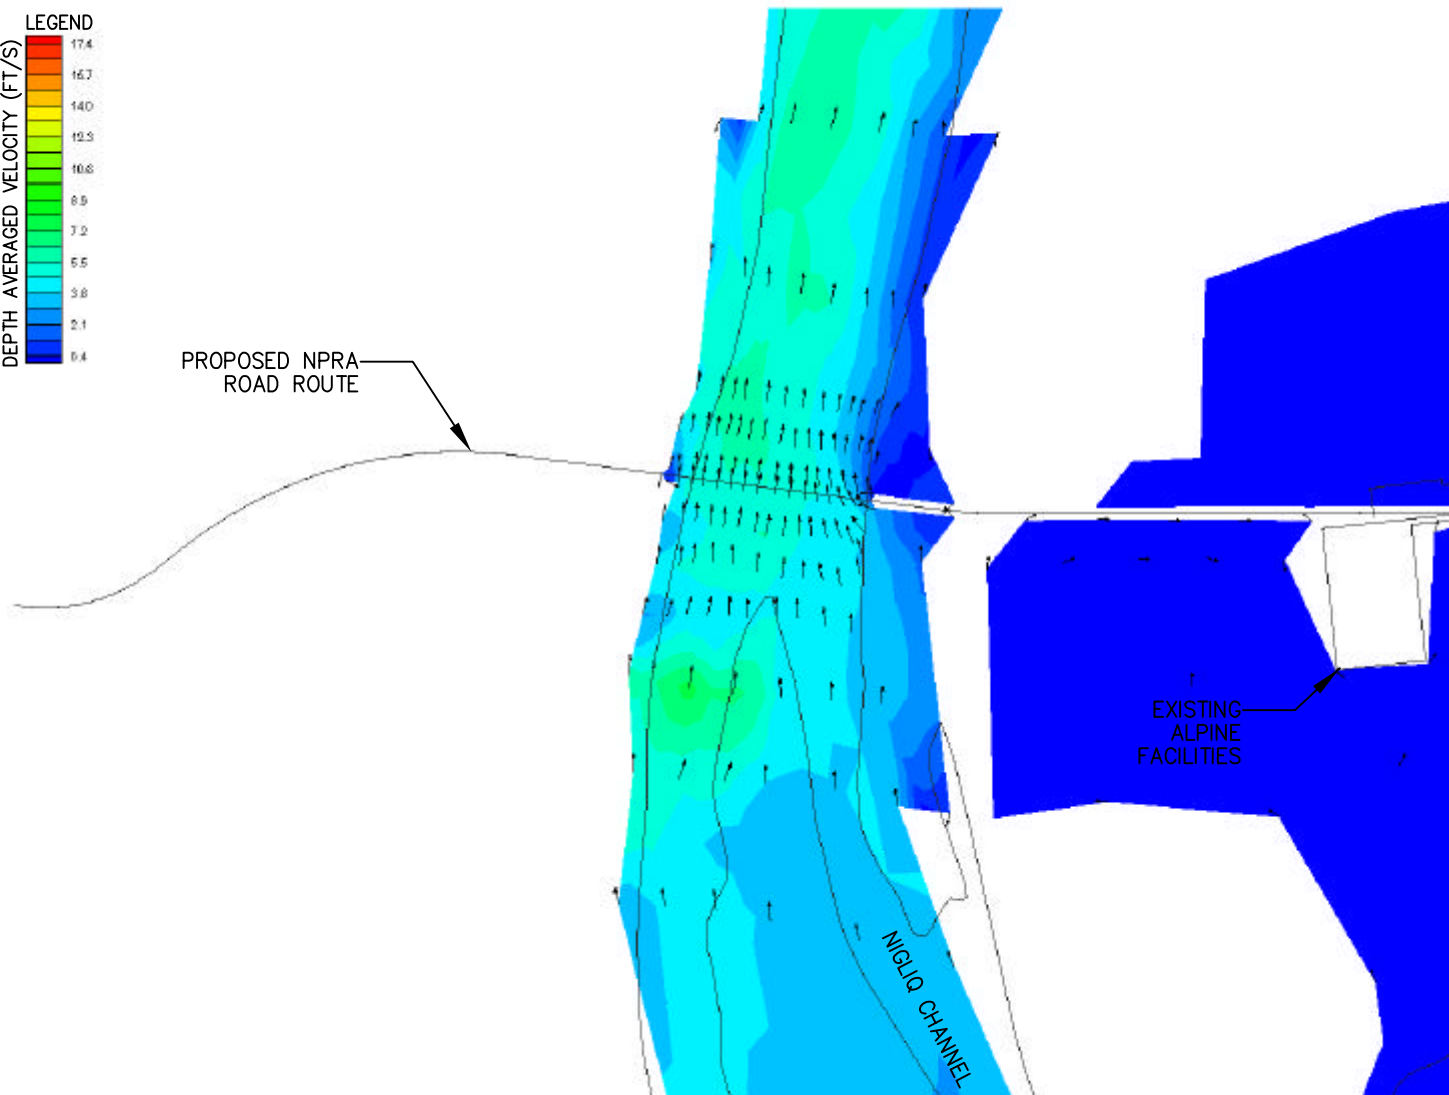 LEGEND
DEPTH AVERAGED VELOCITY (FT/S)
17.4
15.7
14.0
12.3
10.6
8.9
7.2
5.5
3.8
2.1
0.4
PROPOSED NPRA
ROAD ROUTE
EXISTING
ALPINE
FACILITIES
NIGLIQ CHANNEL